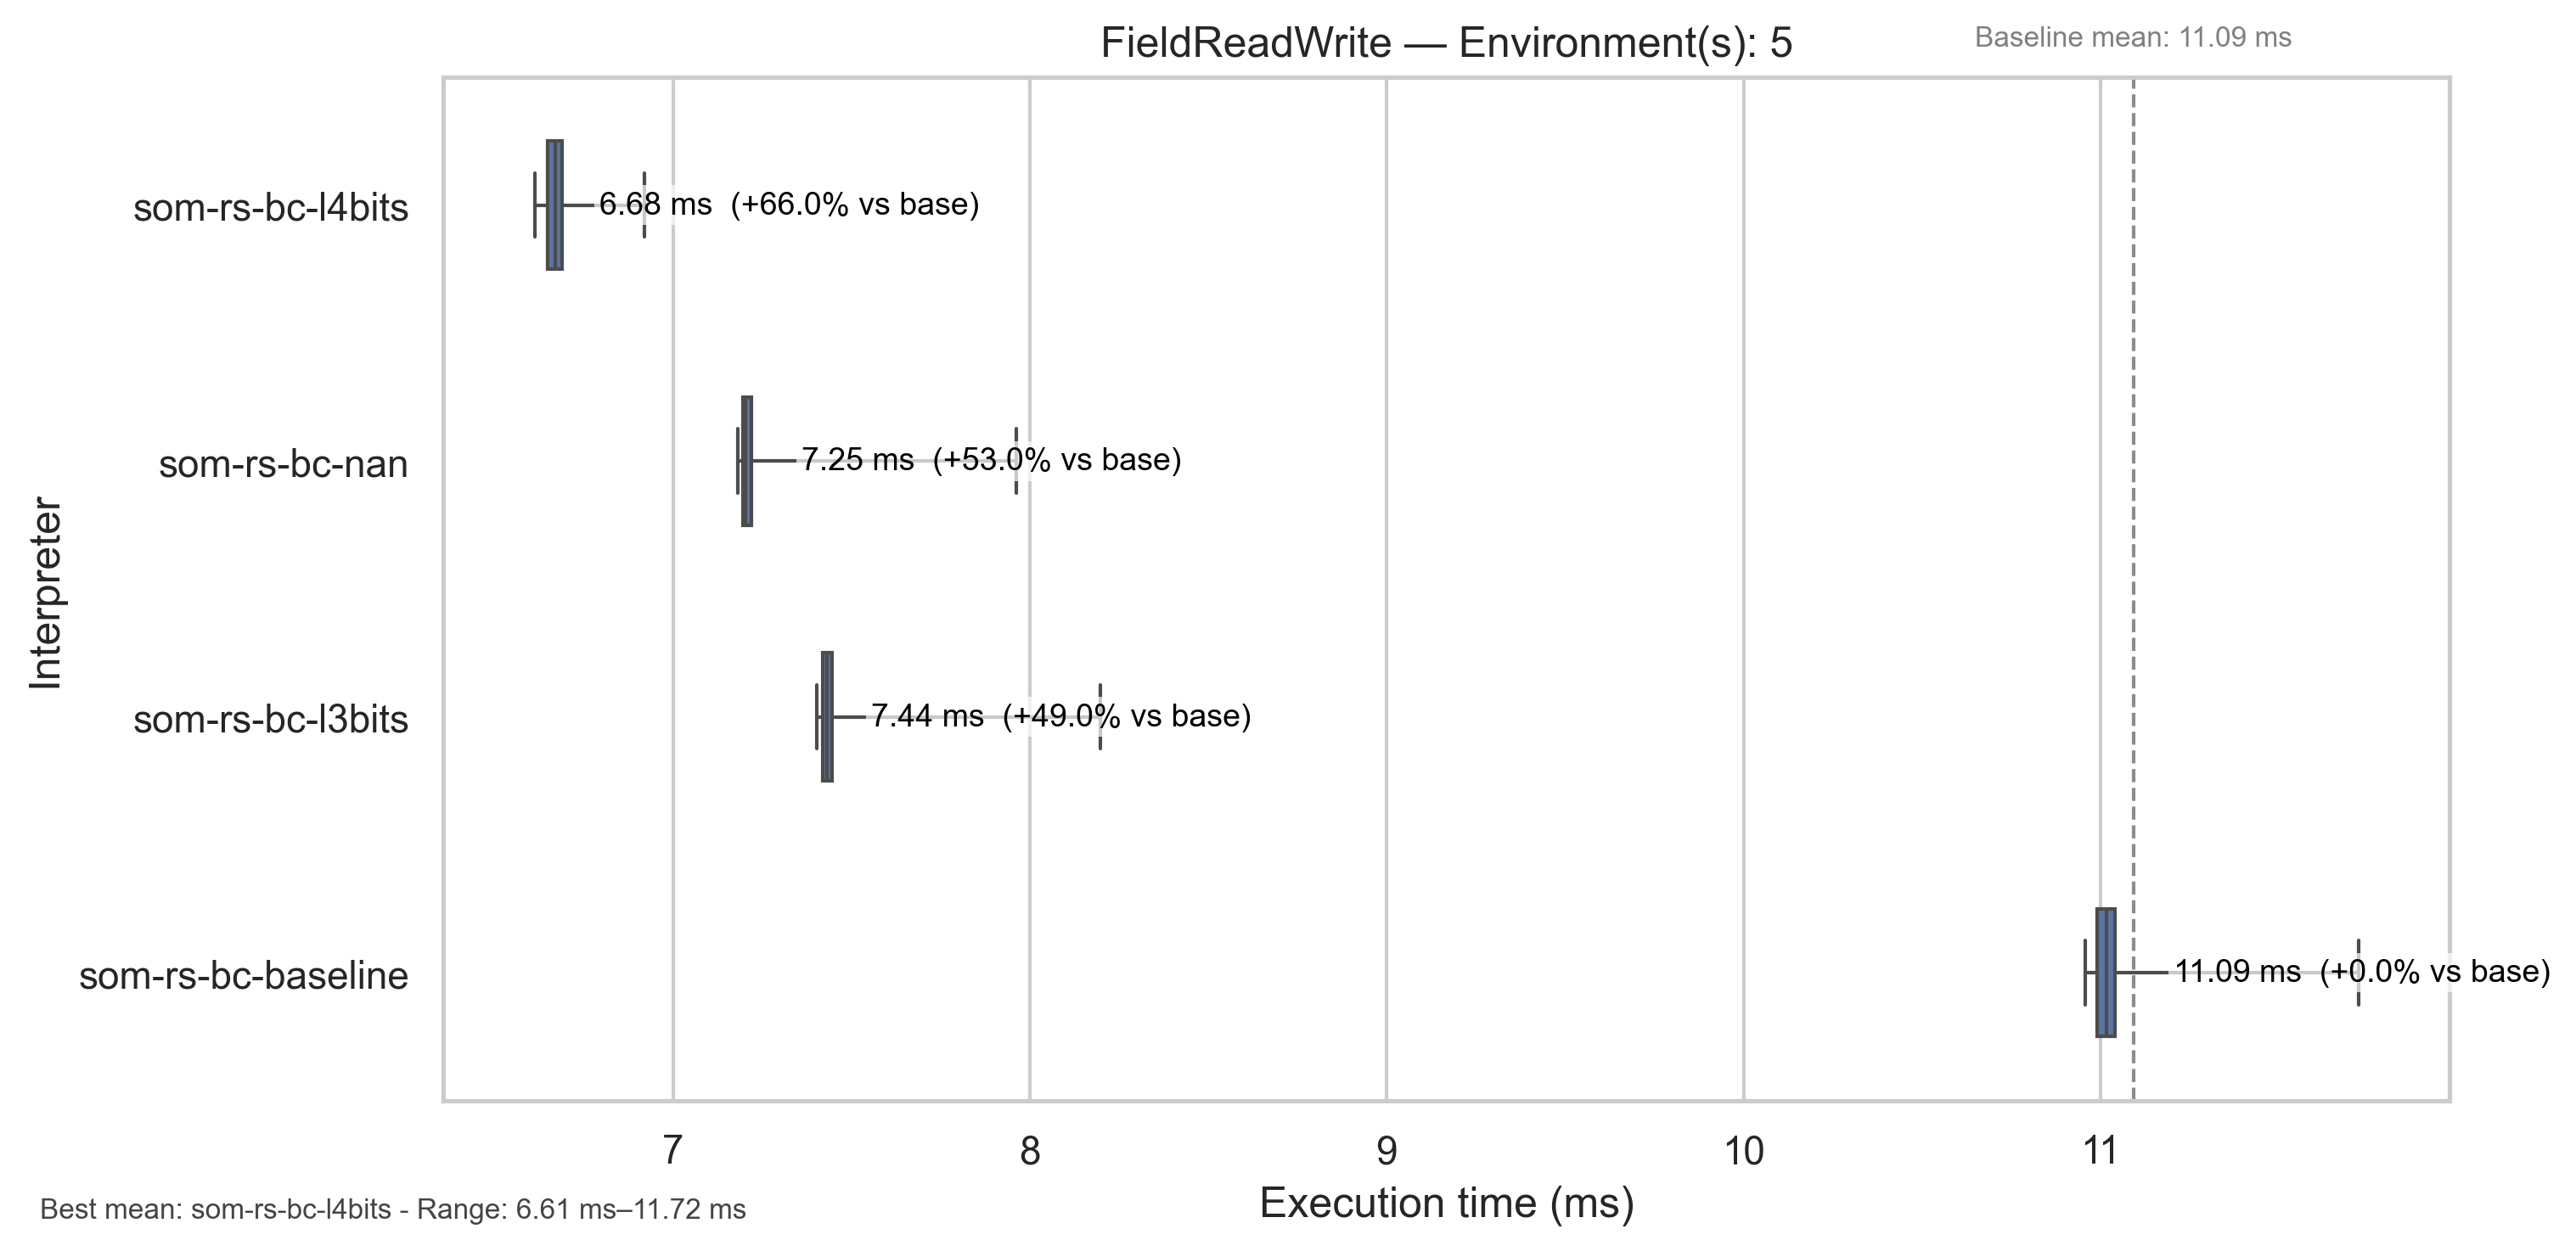 FieldReadWrite — Environment(s): 5
Baseline mean: 11.09 ms
Interpreter
som-rs-bc-l4bits
6.68 ms (+66.0% vs base)
som-rs-bc-nan
7.25 ms (+53.0% vs base)
som-rs-bc-l3bits
7.44 ms (+49.0% vs base)
som-rs-bc-baseline
11.09 ms (+0.0% vs base)
7 8 9 10 11
Execution time (ms)
Best mean: som-rs-bc-l4bits - Range: 6.61 ms–11.72 ms